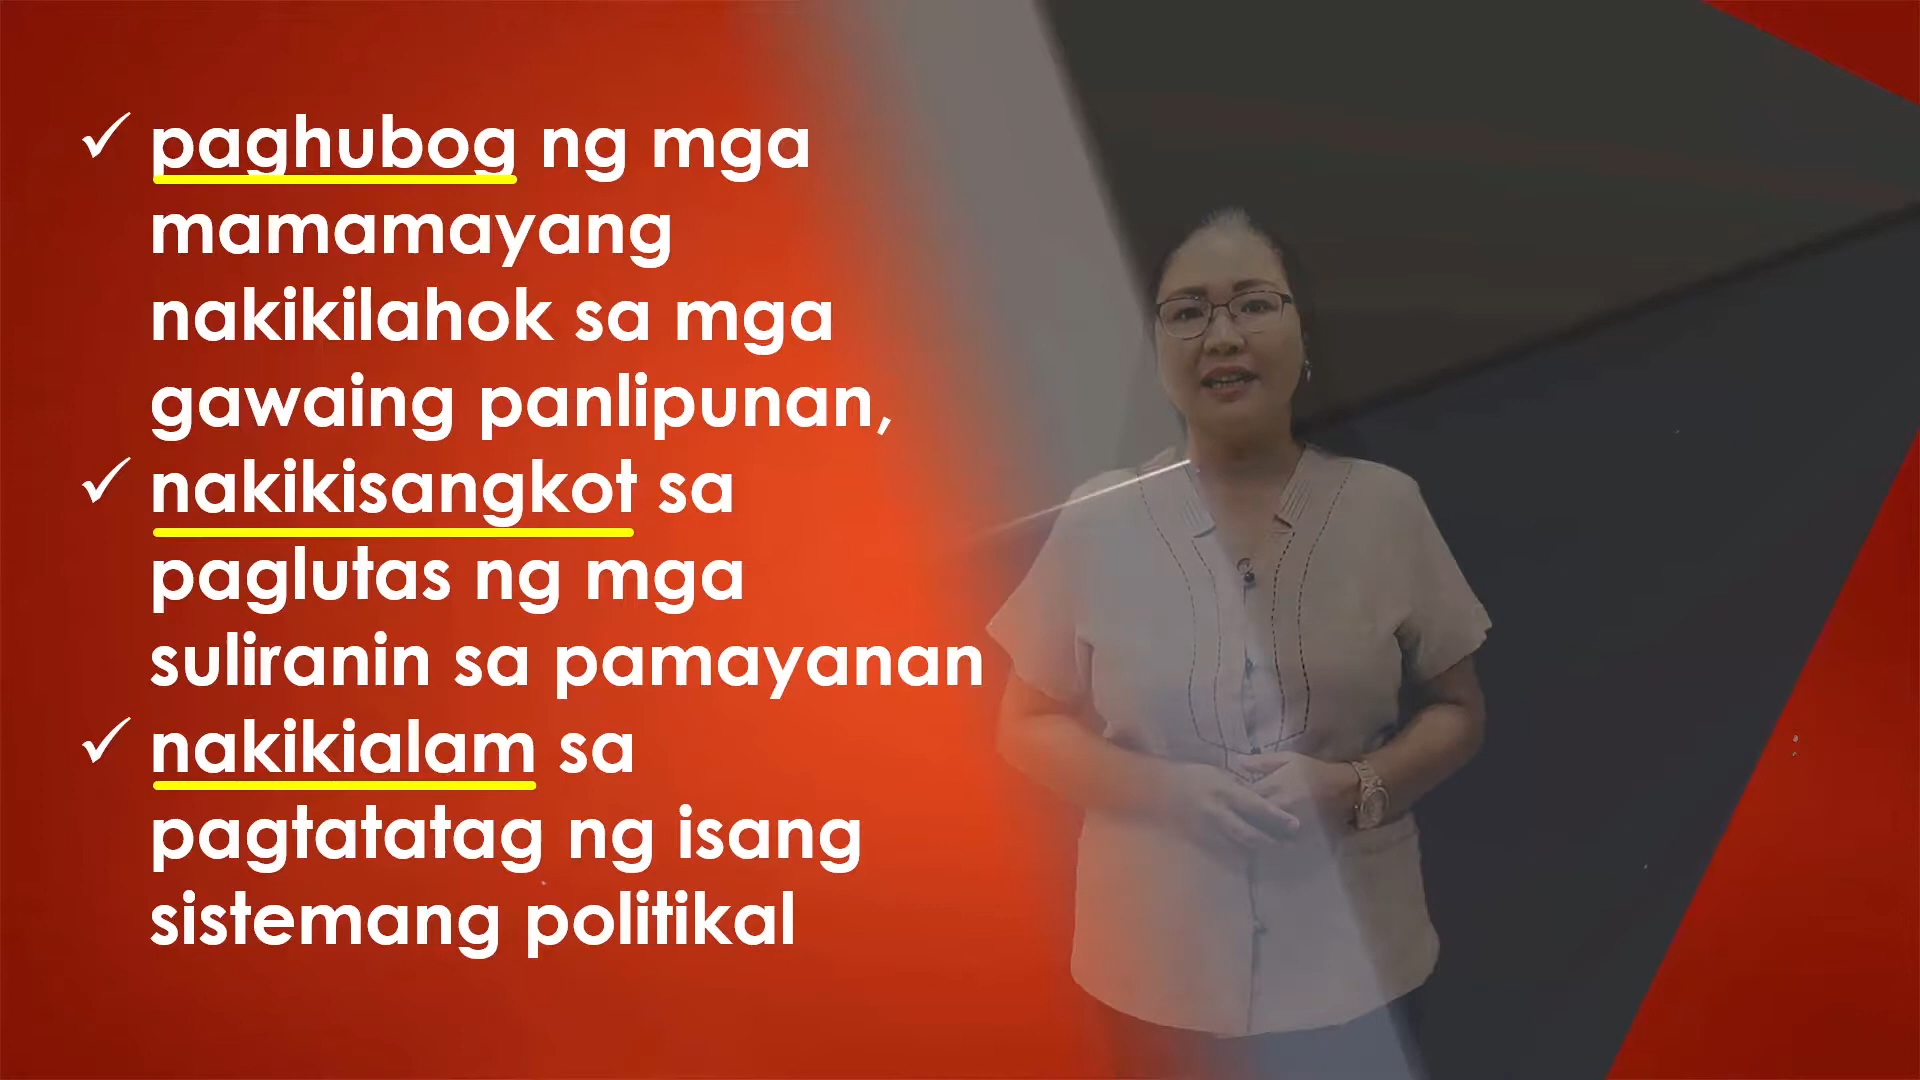 ✓ paghubog ng mga
mamamayang
nakikilahok sa mga
gawaing panlipunan,
✓ nakikisangkot sa
paglutas ng mga
suliranin sa pamayanan
✓ nakikialam sa
pagtatatag ng isang
sistemang politikal